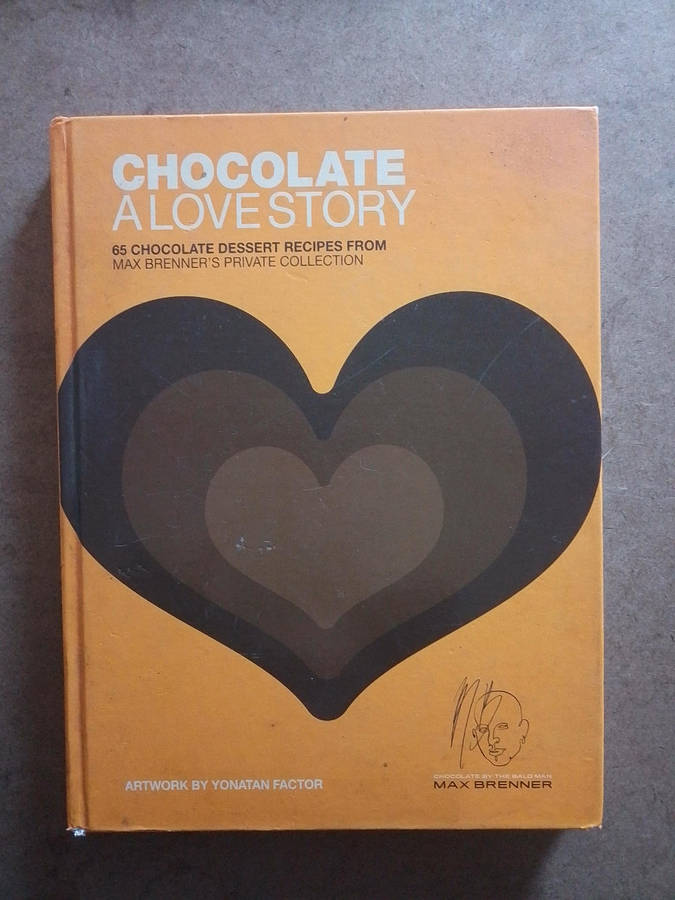 CHOCOLATE
A LOVE STORY
65 CHOCOLATE DESSERT RECIPES FROM
MAX BRENNER'S PRIVATE COLLECTION
ARTWORK BY YONATAN FACTOR
CHOCOLATE BY THE BALD MAN
MAX BRENNER